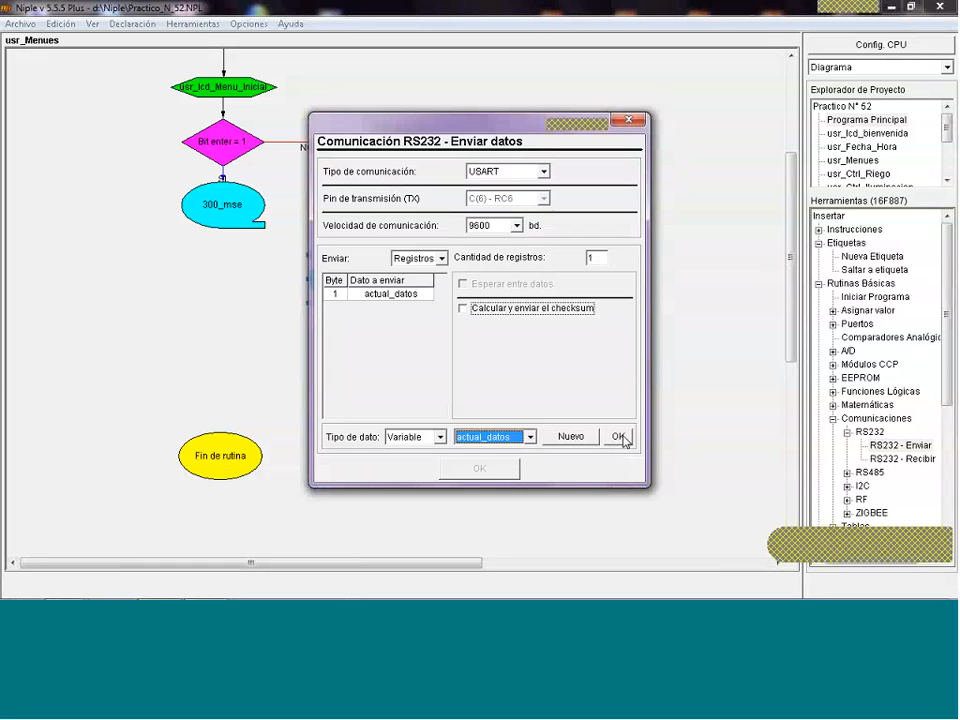 Niple v 5.5.5 Plus - d:\Niple\Practico_N_52.NPL
Archivo Edición Ver Declaración Herramientas Opciones Ayuda
usr_Menues
usr_lcd_Menu_Inicial
Bit enter = 1
300_mse
Fin de rutina
Comunicación RS232 - Enviar datos
Tipo de comunicación: USART
Pin de transmisión (TX) C(6) - RC6
Velocidad de comunicación: 9600 bd.
Enviar: Registros Cantidad de registros: 1
Byte Dato a enviar
1 actual_datos
Esperar entre datos
Calcular y enviar el checksum
Tipo de dato: Variable actual_datos Nuevo OK
OK
Config. CPU
Diagrama
Explorador de Proyecto
Practico N° 52
Programa Principal
usr_lcd_bienvenida
usr_Fecha_Hora
usr_Menues
usr_Ctrl_Riego
usr_Ctrl_Iluminacion
Herramientas (16F887)
Insertar
Instrucciones
Etiquetas
Nueva Etiqueta
Saltar a etiqueta
Rutinas Básicas
Iniciar Programa
Asignar valor
Puertos
Comparadores Analógic
A/D
Módulos CCP
EEPROM
Funciones Lógicas
Matemáticas
Comunicaciones
RS232
RS232 - Enviar
RS232 - Recibir
RS485
I2C
RF
ZIGBEE
Tablas